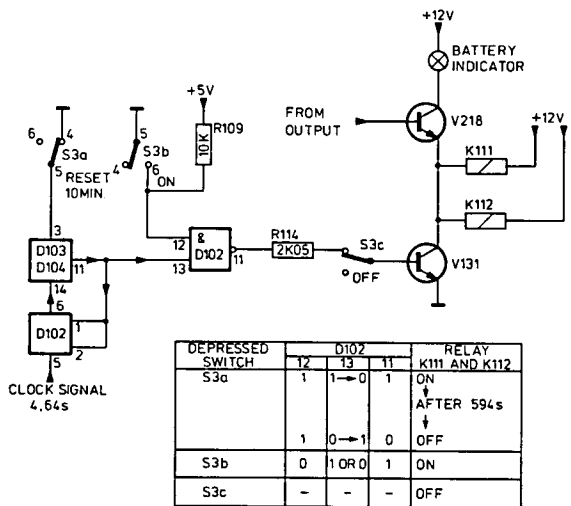 +12V
BATTERY
INDICATOR
+5V
+12V
FROM
OUTPUT
V218
R109
10K
6
4
S3a
5
RESET
10MIN.
5
S3b
4
6
ON
K111
K112
3
D103
D104
11
14
12
&
D102
13
11
R114
2K05
S3c
OFF
V131
6
D102
1
2
5
CLOCK SIGNAL
4,64s
DEPRESSED SWITCH D102 RELAY
12 13 11 K111 AND K112
S3a 1 1→0 1 ON
↓
AFTER 594s
↓
1 0→1 0 OFF
S3b 0 1 OR 0 1 ON
S3c - - - OFF